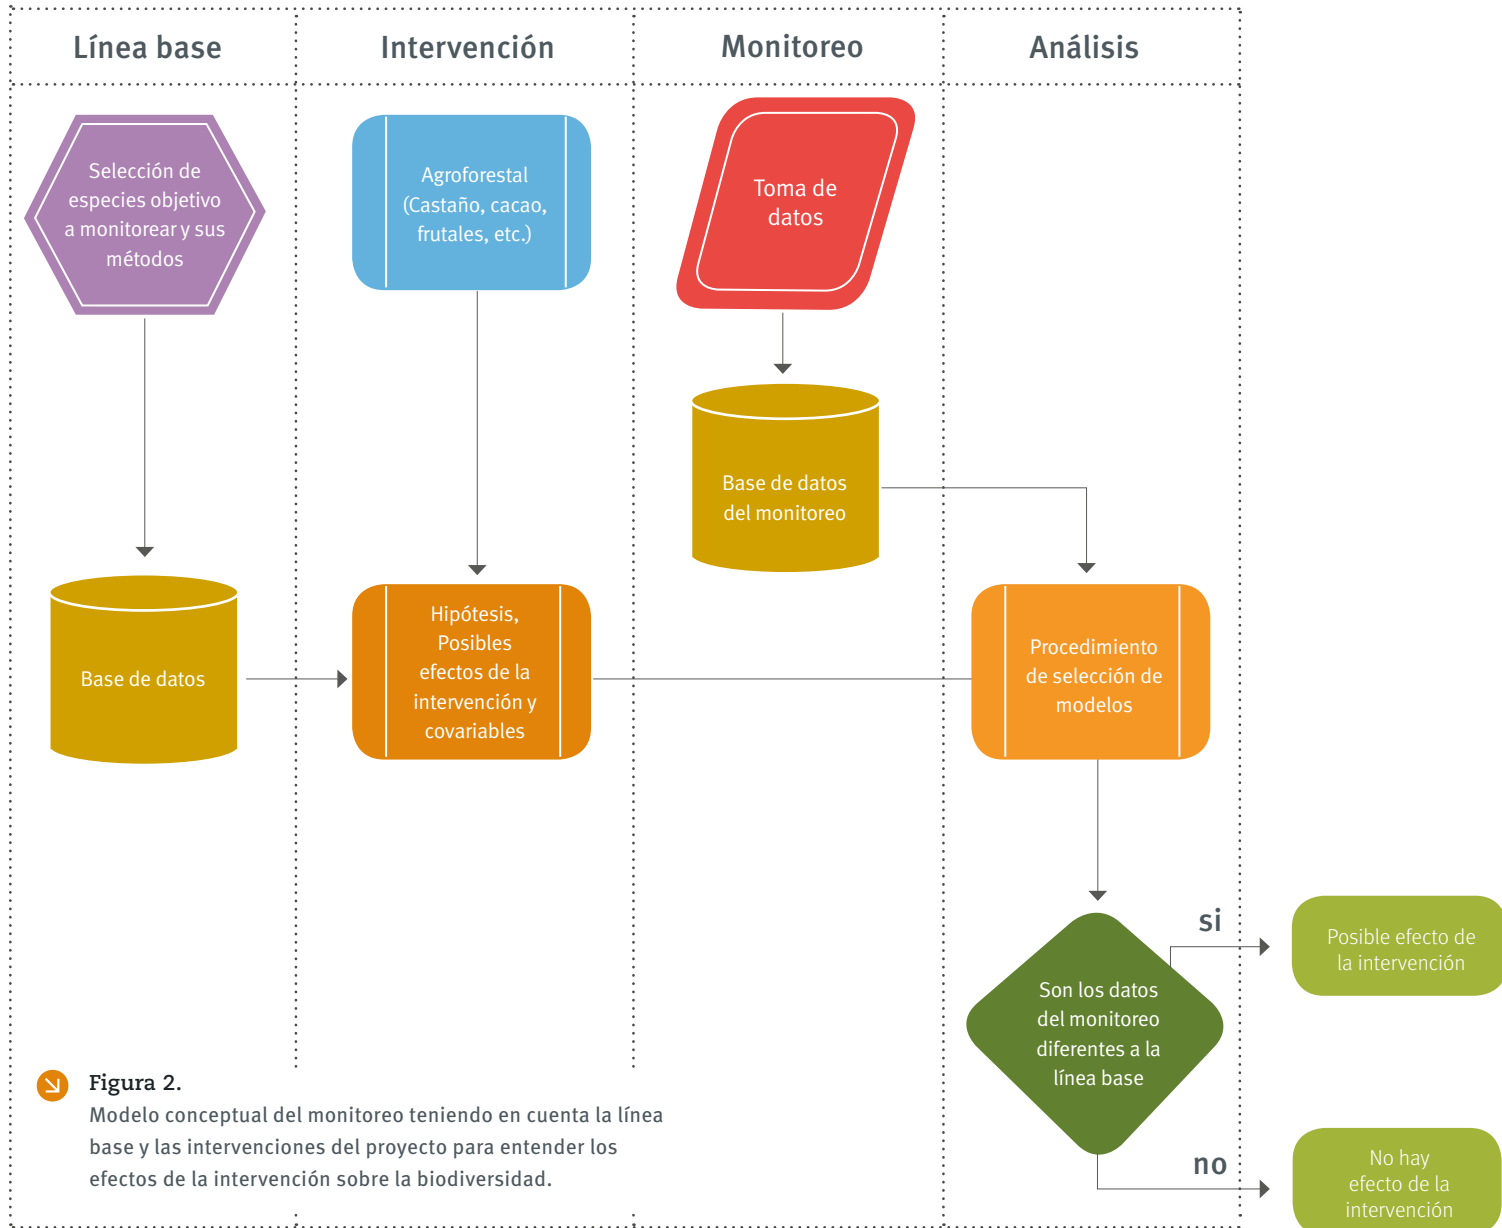 Línea base
Intervención
Monitoreo
Análisis
Selección de
especies objetivo
a monitorear y sus
métodos
Agroforestal
(Castaño, cacao,
frutales, etc.)
Toma de
datos
Base de datos
del monitoreo
Base de datos
Hipótesis,
Posibles
efectos de la
intervención y
covariables
Procedimiento
de selección de
modelos
Son los datos
del monitoreo
diferentes a la
línea base
si
Posible efecto de
la intervención
no
No hay
efecto de la
intervención
Figura 2.
Modelo conceptual del monitoreo teniendo en cuenta la línea
base y las intervenciones del proyecto para entender los
efectos de la intervención sobre la biodiversidad.